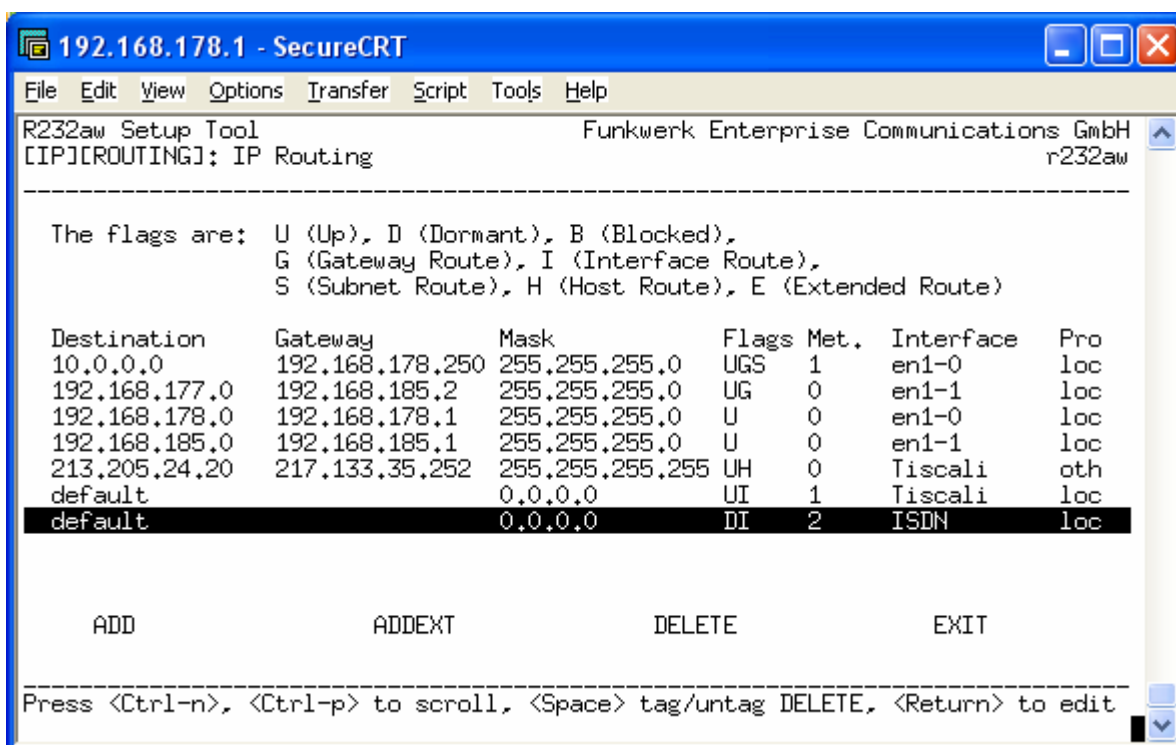 192.168.178.1 - SecureCRT
File Edit View Options Transfer Script Tools Help
R232aw Setup Tool Funkwerk Enterprise Communications GmbH
[IP][ROUTING]: IP Routing r232aw
The flags are: U (Up), D (Dormant), B (Blocked),
G (Gateway Route), I (Interface Route),
S (Subnet Route), H (Host Route), E (Extended Route)
Destination Gateway Mask Flags Met. Interface Pro
10.0.0.0 192.168.178.250 255.255.255.0 UGS 1 en1-0 loc
192.168.177.0 192.168.185.2 255.255.255.0 UG 0 en1-1 loc
192.168.178.0 192.168.178.1 255.255.255.0 U 0 en1-0 loc
192.168.185.0 192.168.185.1 255.255.255.0 U 0 en1-1 loc
213.205.24.20 217.133.35.252 255.255.255.255 UH 0 Tiscali oth
default 0.0.0.0 UI 1 Tiscali loc
default 0.0.0.0 DI 2 ISDN loc
ADD ADDEXT DELETE EXIT
Press <Ctrl-n>, <Ctrl-p> to scroll, <Space> tag/untag DELETE, <Return> to edit